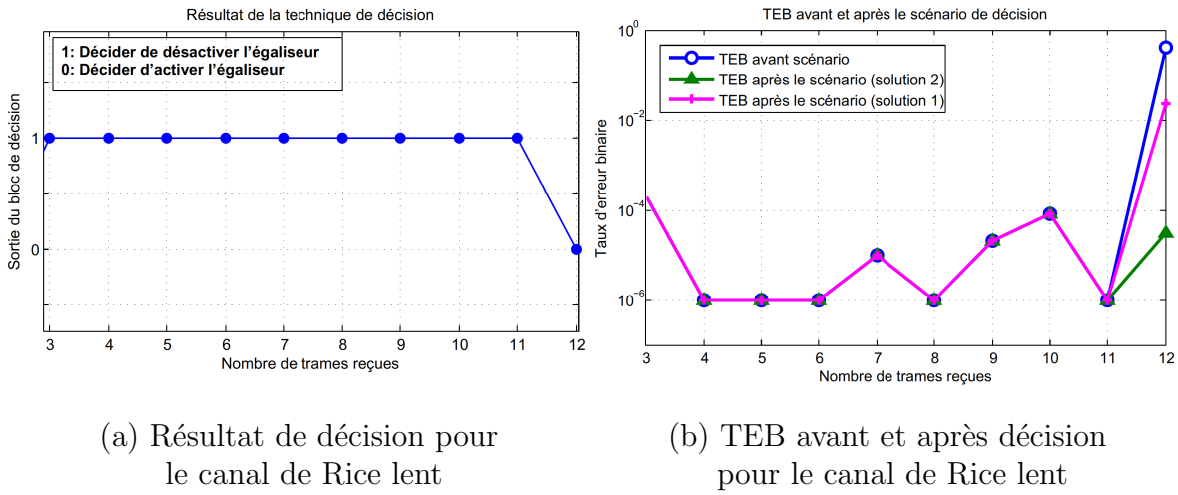 Résultat de la technique de décision
1: Décider de désactiver l'égaliseur
0: Décider d'activer l'égaliseur
Sortie du bloc de décision
1
0
3 4 5 6 7 8 9 10 11 12
Nombre de trames reçues
(a) Résultat de décision pour
le canal de Rice lent
TEB avant et après le scénario de décision
TEB avant scénario
TEB après le scénario (solution 2)
TEB après le scénario (solution 1)
Taux d'erreur binaire
10^0
10^−2
10^−4
10^−6
3 4 5 6 7 8 9 10 11 12
Nombre de trames reçues
(b) TEB avant et après décision
pour le canal de Rice lent